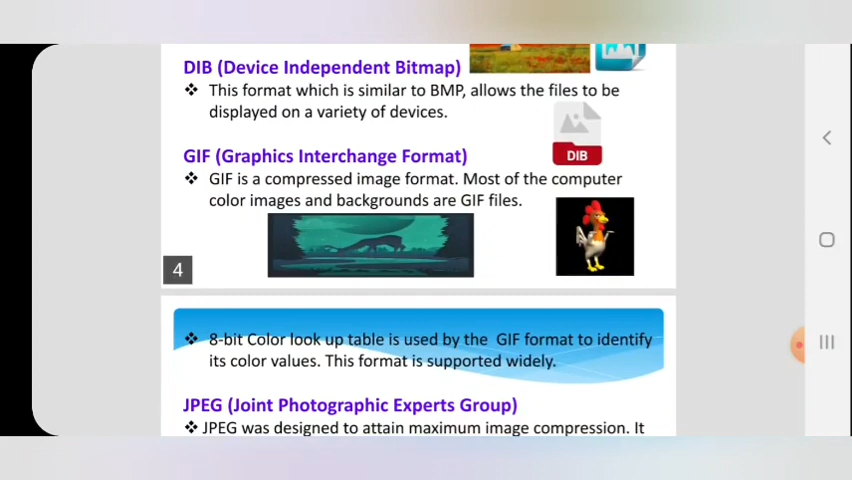 DIB (Device Independent Bitmap)
❖ This format which is similar to BMP, allows the files to be
displayed on a variety of devices.
DIB
GIF (Graphics Interchange Format)
❖ GIF is a compressed image format. Most of the computer
color images and backgrounds are GIF files.
4
❖ 8-bit Color look up table is used by the GIF format to identify
its color values. This format is supported widely.
JPEG (Joint Photographic Experts Group)
❖ JPEG was designed to attain maximum image compression. It